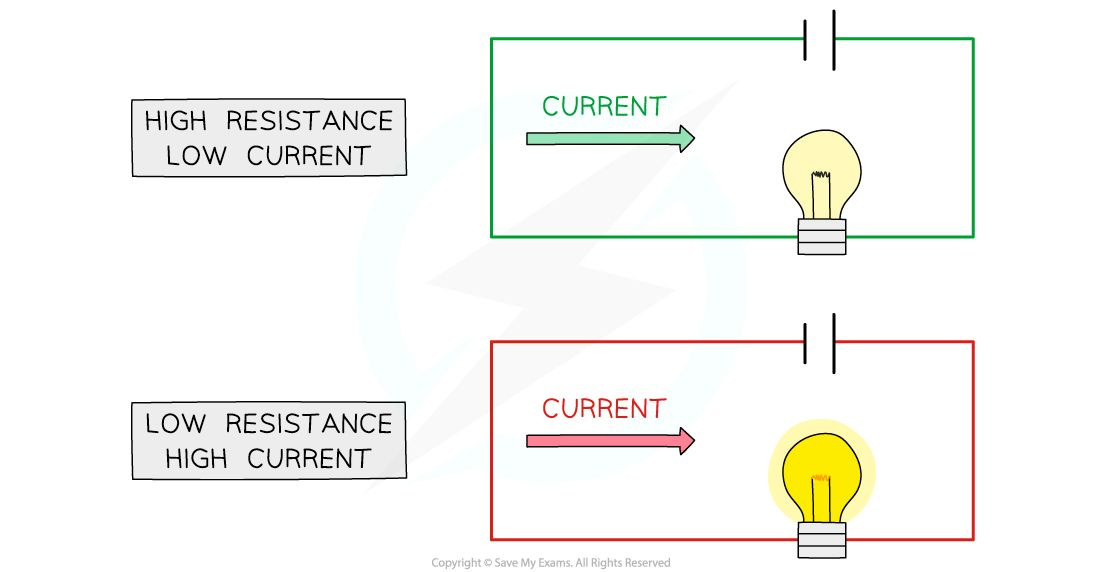 HIGH RESISTANCE
LOW CURRENT
CURRENT
LOW RESISTANCE
HIGH CURRENT
CURRENT
Copyright © Save My Exams. All Rights Reserved